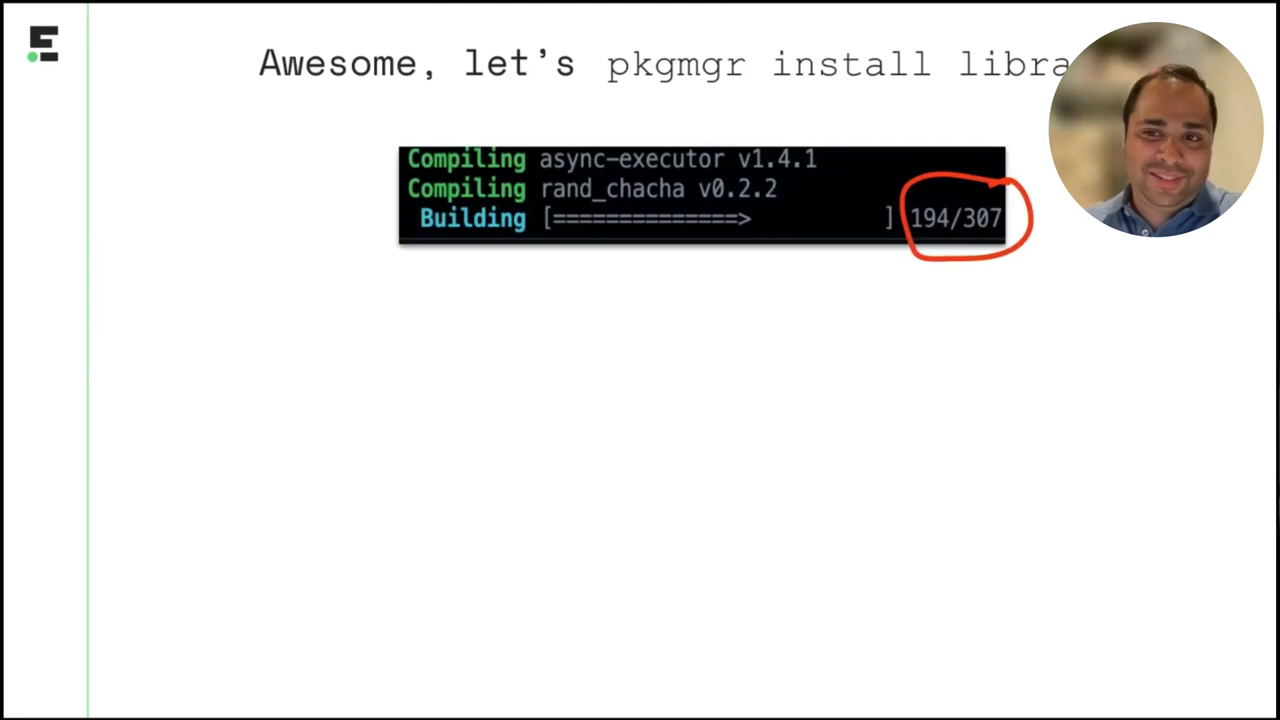 Awesome, let's pkgmgr install libra
Compiling async-executor v1.4.1
Compiling rand_chacha v0.2.2
Building [==============> ] 194/307